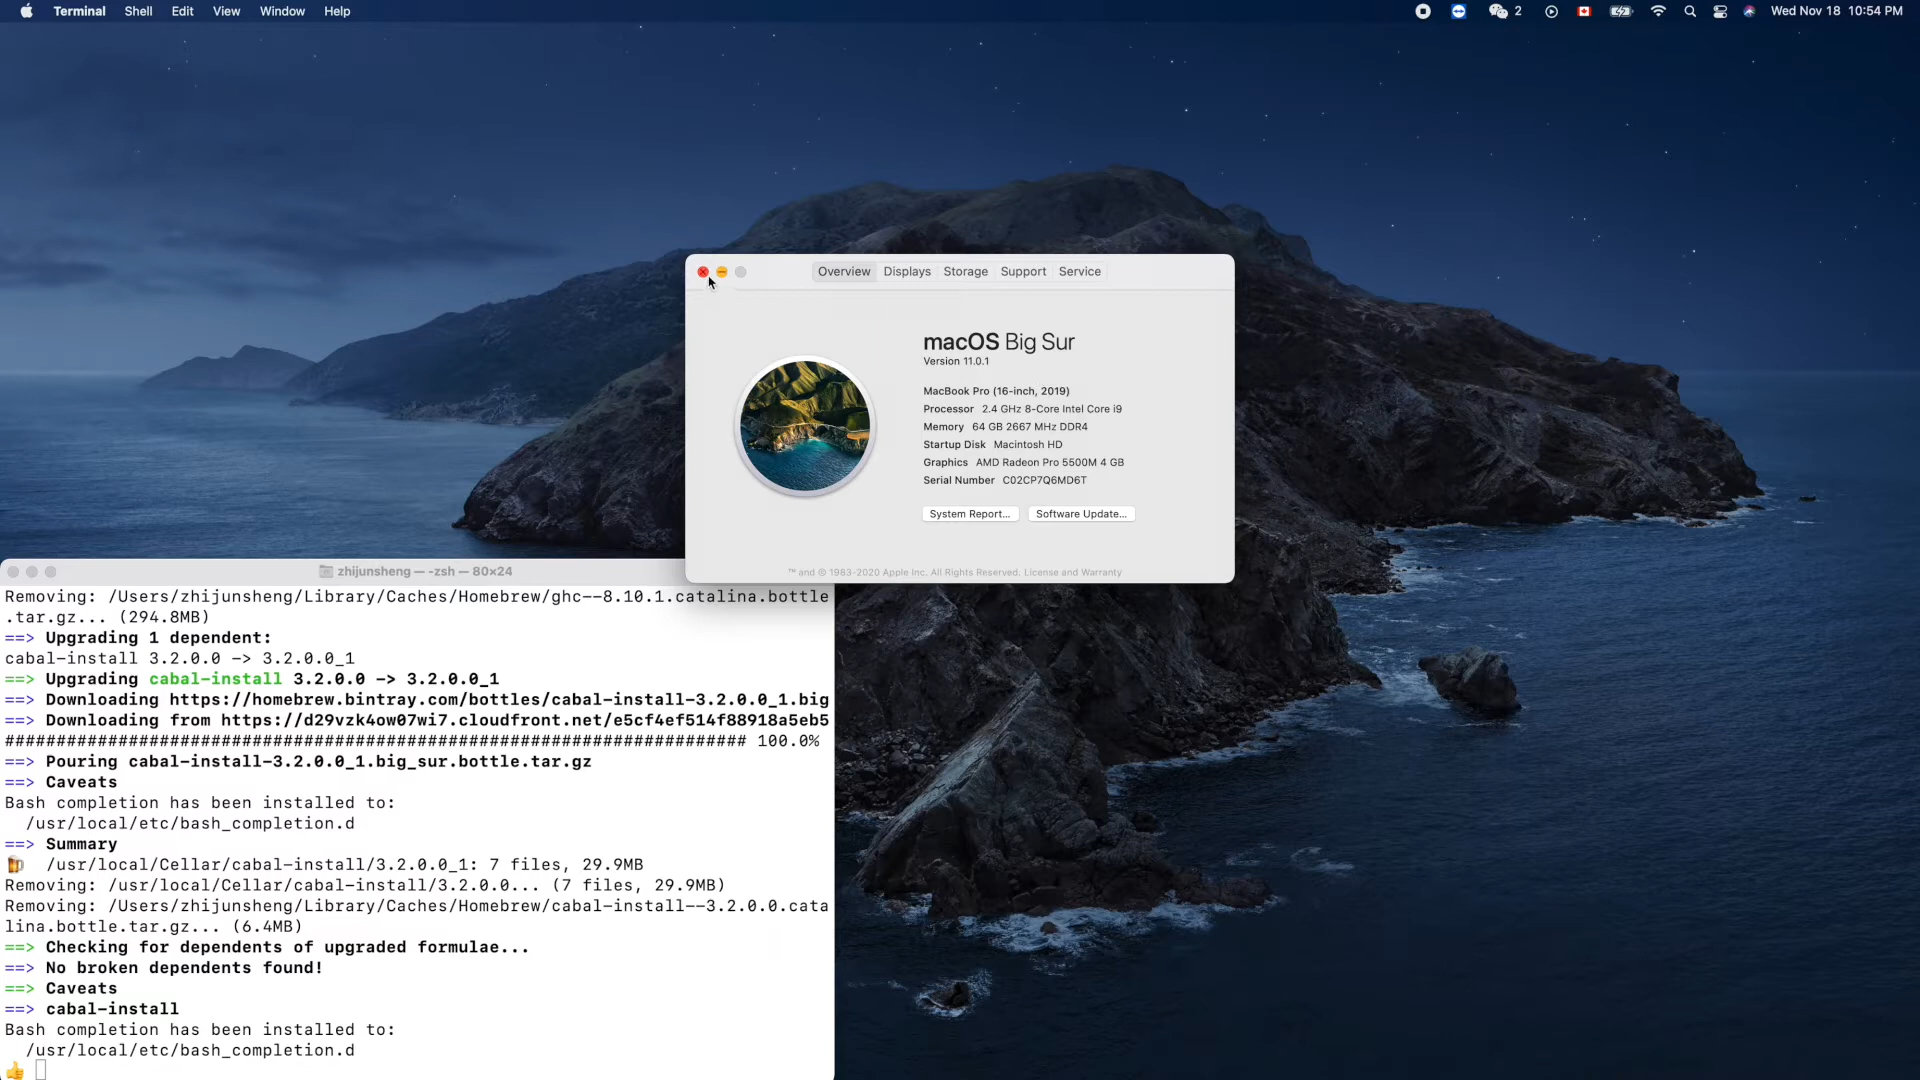 Terminal Shell Edit View Window Help
2
Wed Nov 18 10:54 PM
Overview Displays Storage Support Service
macOS Big Sur
Version 11.0.1
MacBook Pro (16-inch, 2019)
Processor 2.4 GHz 8-Core Intel Core i9
Memory 64 GB 2667 MHz DDR4
Startup Disk Macintosh HD
Graphics AMD Radeon Pro 5500M 4 GB
Serial Number C02CP7Q6MD6T
System Report... Software Update...
™ and © 1983-2020 Apple Inc. All Rights Reserved. License and Warranty
zhijunsheng — -zsh — 80×24
Removing: /Users/zhijunsheng/Library/Caches/Homebrew/ghc--8.10.1.catalina.bottle
.tar.gz... (294.8MB)
==> Upgrading 1 dependent:
cabal-install 3.2.0.0 -> 3.2.0.0_1
==> Upgrading cabal-install 3.2.0.0 -> 3.2.0.0_1
==> Downloading https://homebrew.bintray.com/bottles/cabal-install-3.2.0.0_1.big
==> Downloading from https://d29vzk4ow07wi7.cloudfront.net/e5cf4ef514f88918a5eb5
######################################################################## 100.0%
==> Pouring cabal-install-3.2.0.0_1.big_sur.bottle.tar.gz
==> Caveats
Bash completion has been installed to:
/usr/local/etc/bash_completion.d
==> Summary
🍺 /usr/local/Cellar/cabal-install/3.2.0.0_1: 7 files, 29.9MB
Removing: /usr/local/Cellar/cabal-install/3.2.0.0... (7 files, 29.9MB)
Removing: /Users/zhijunsheng/Library/Caches/Homebrew/cabal-install--3.2.0.0.cata
lina.bottle.tar.gz... (6.4MB)
==> Checking for dependents of upgraded formulae...
==> No broken dependents found!
==> Caveats
==> cabal-install
Bash completion has been installed to:
/usr/local/etc/bash_completion.d
👍